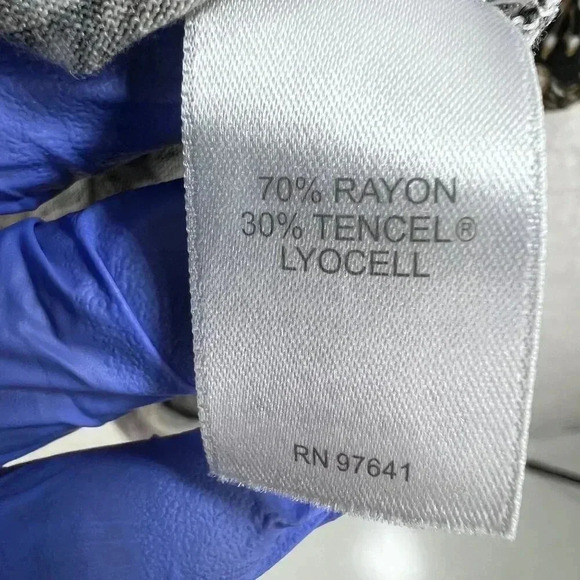 70% RAYON
30% TENCEL®
LYOCELL
RN 97641